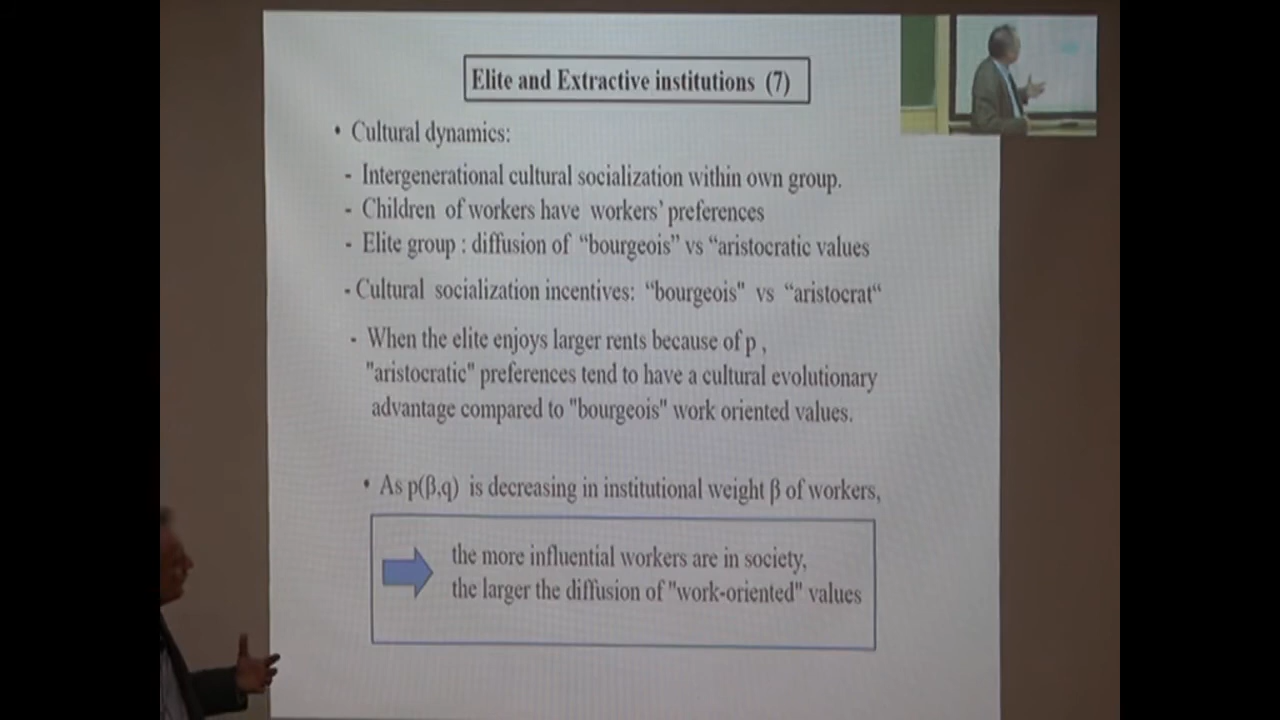 Elite and Extractive institutions (7)
• Cultural dynamics:
- Intergenerational cultural socialization within own group.
- Children of workers have workers' preferences
- Elite group : diffusion of “bourgeois” vs “aristocratic values
- Cultural socialization incentives: “bourgeois" vs “aristocrat“
- When the elite enjoys larger rents because of p ,
"aristocratic" preferences tend to have a cultural evolutionary
advantage compared to "bourgeois" work oriented values.
• As p(β,q) is decreasing in institutional weight β of workers,
the more influential workers are in society,
the larger the diffusion of "work-oriented" values